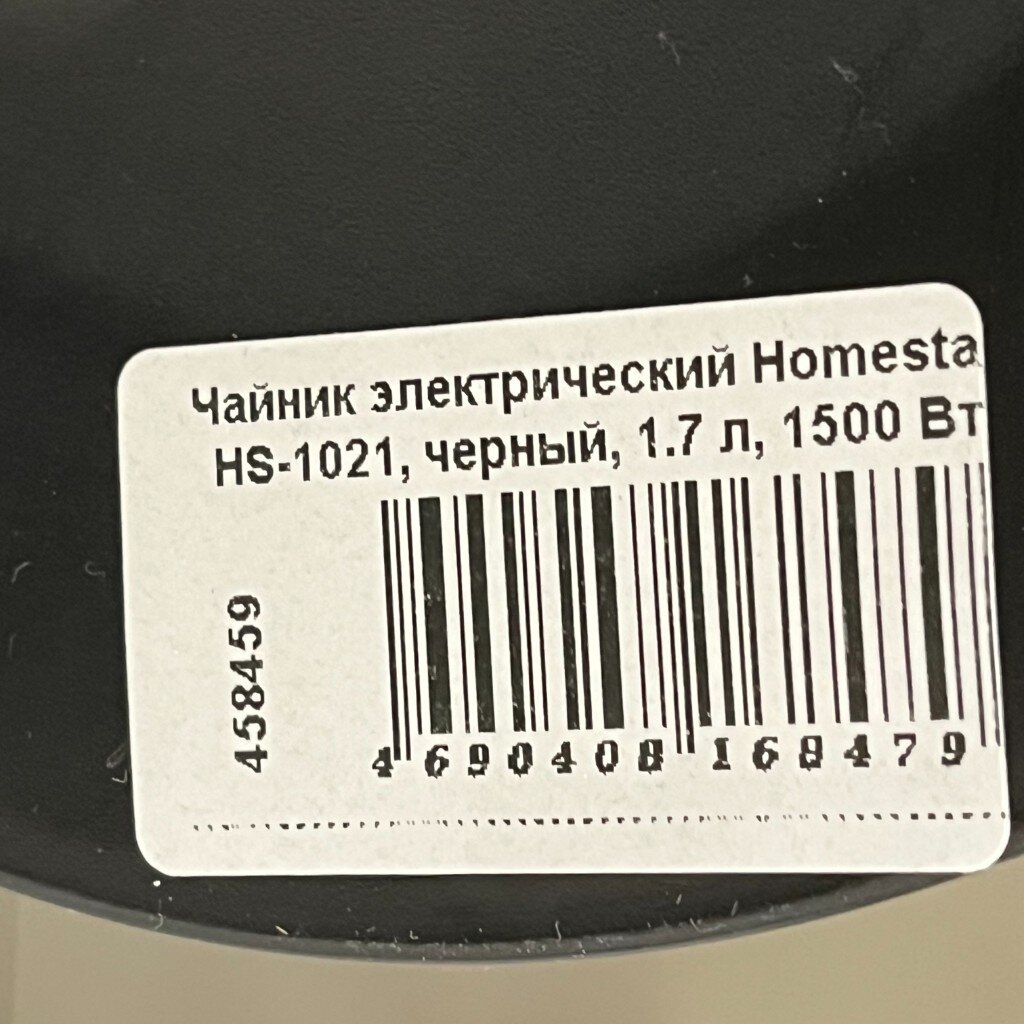 Чайник электрический Homesta
HS-1021, черный, 1.7 л, 1500 Вт
458459
4 690408 168479